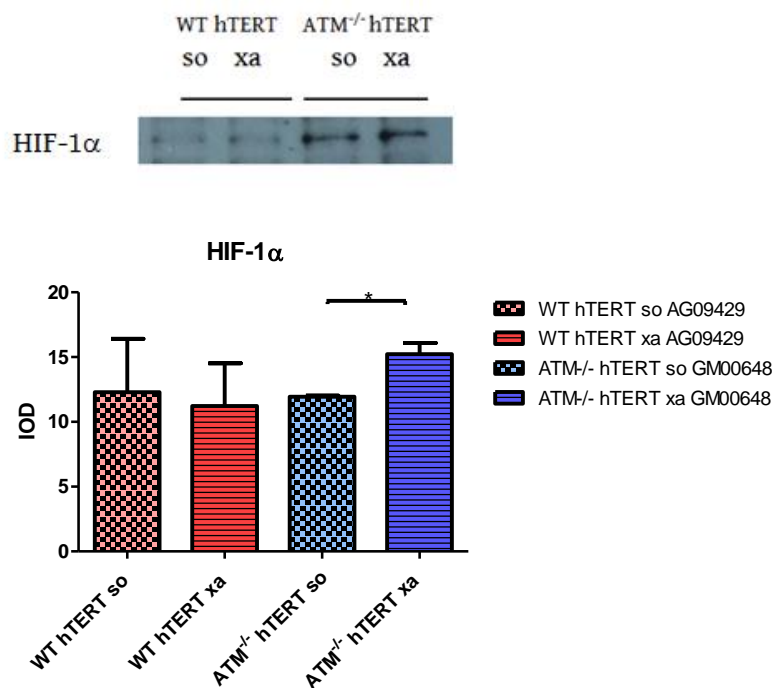 WT hTERT ATM-/- hTERT
so xa so xa
HIF-1α
HIF-1α
*
20
15
10
5
0
IOD
WT hTERT so
WT hTERT xa
ATM-/- hTERT so
ATM-/- hTERT xa
WT hTERT so AG09429
WT hTERT xa AG09429
ATM-/- hTERT so GM00648
ATM-/- hTERT xa GM00648